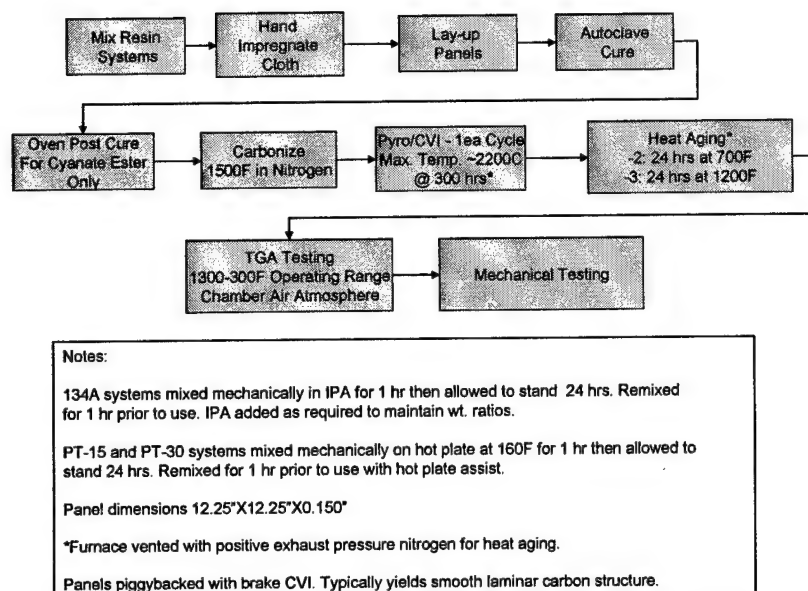 Mix Resin
Systems
Hand
Impregnate
Cloth
Lay-up
Panels
Autoclave
Cure
Oven Post Cure
For Cyanate Ester
Only
Carbonize
1500F in Nitrogen
Pyro/CVI - 1ea Cycle
Max. Temp. ~2200C
@ 300 hrs*
Heat Aging*
-2: 24 hrs at 700F
-3: 24 hrs at 1200F
TGA Testing
1300-300F Operating Range
Chamber Air Atmosphere
Mechanical Testing
Notes:
134A systems mixed mechanically in IPA for 1 hr then allowed to stand 24 hrs. Remixed
for 1 hr prior to use. IPA added as required to maintain wt. ratios.
PT-15 and PT-30 systems mixed mechanically on hot plate at 160F for 1 hr then allowed to
stand 24 hrs. Remixed for 1 hr prior to use with hot plate assist.
Panel dimensions 12.25"X12.25"X0.150"
*Furnace vented with positive exhaust pressure nitrogen for heat aging.
Panels piggybacked with brake CVI. Typically yields smooth laminar carbon structure.